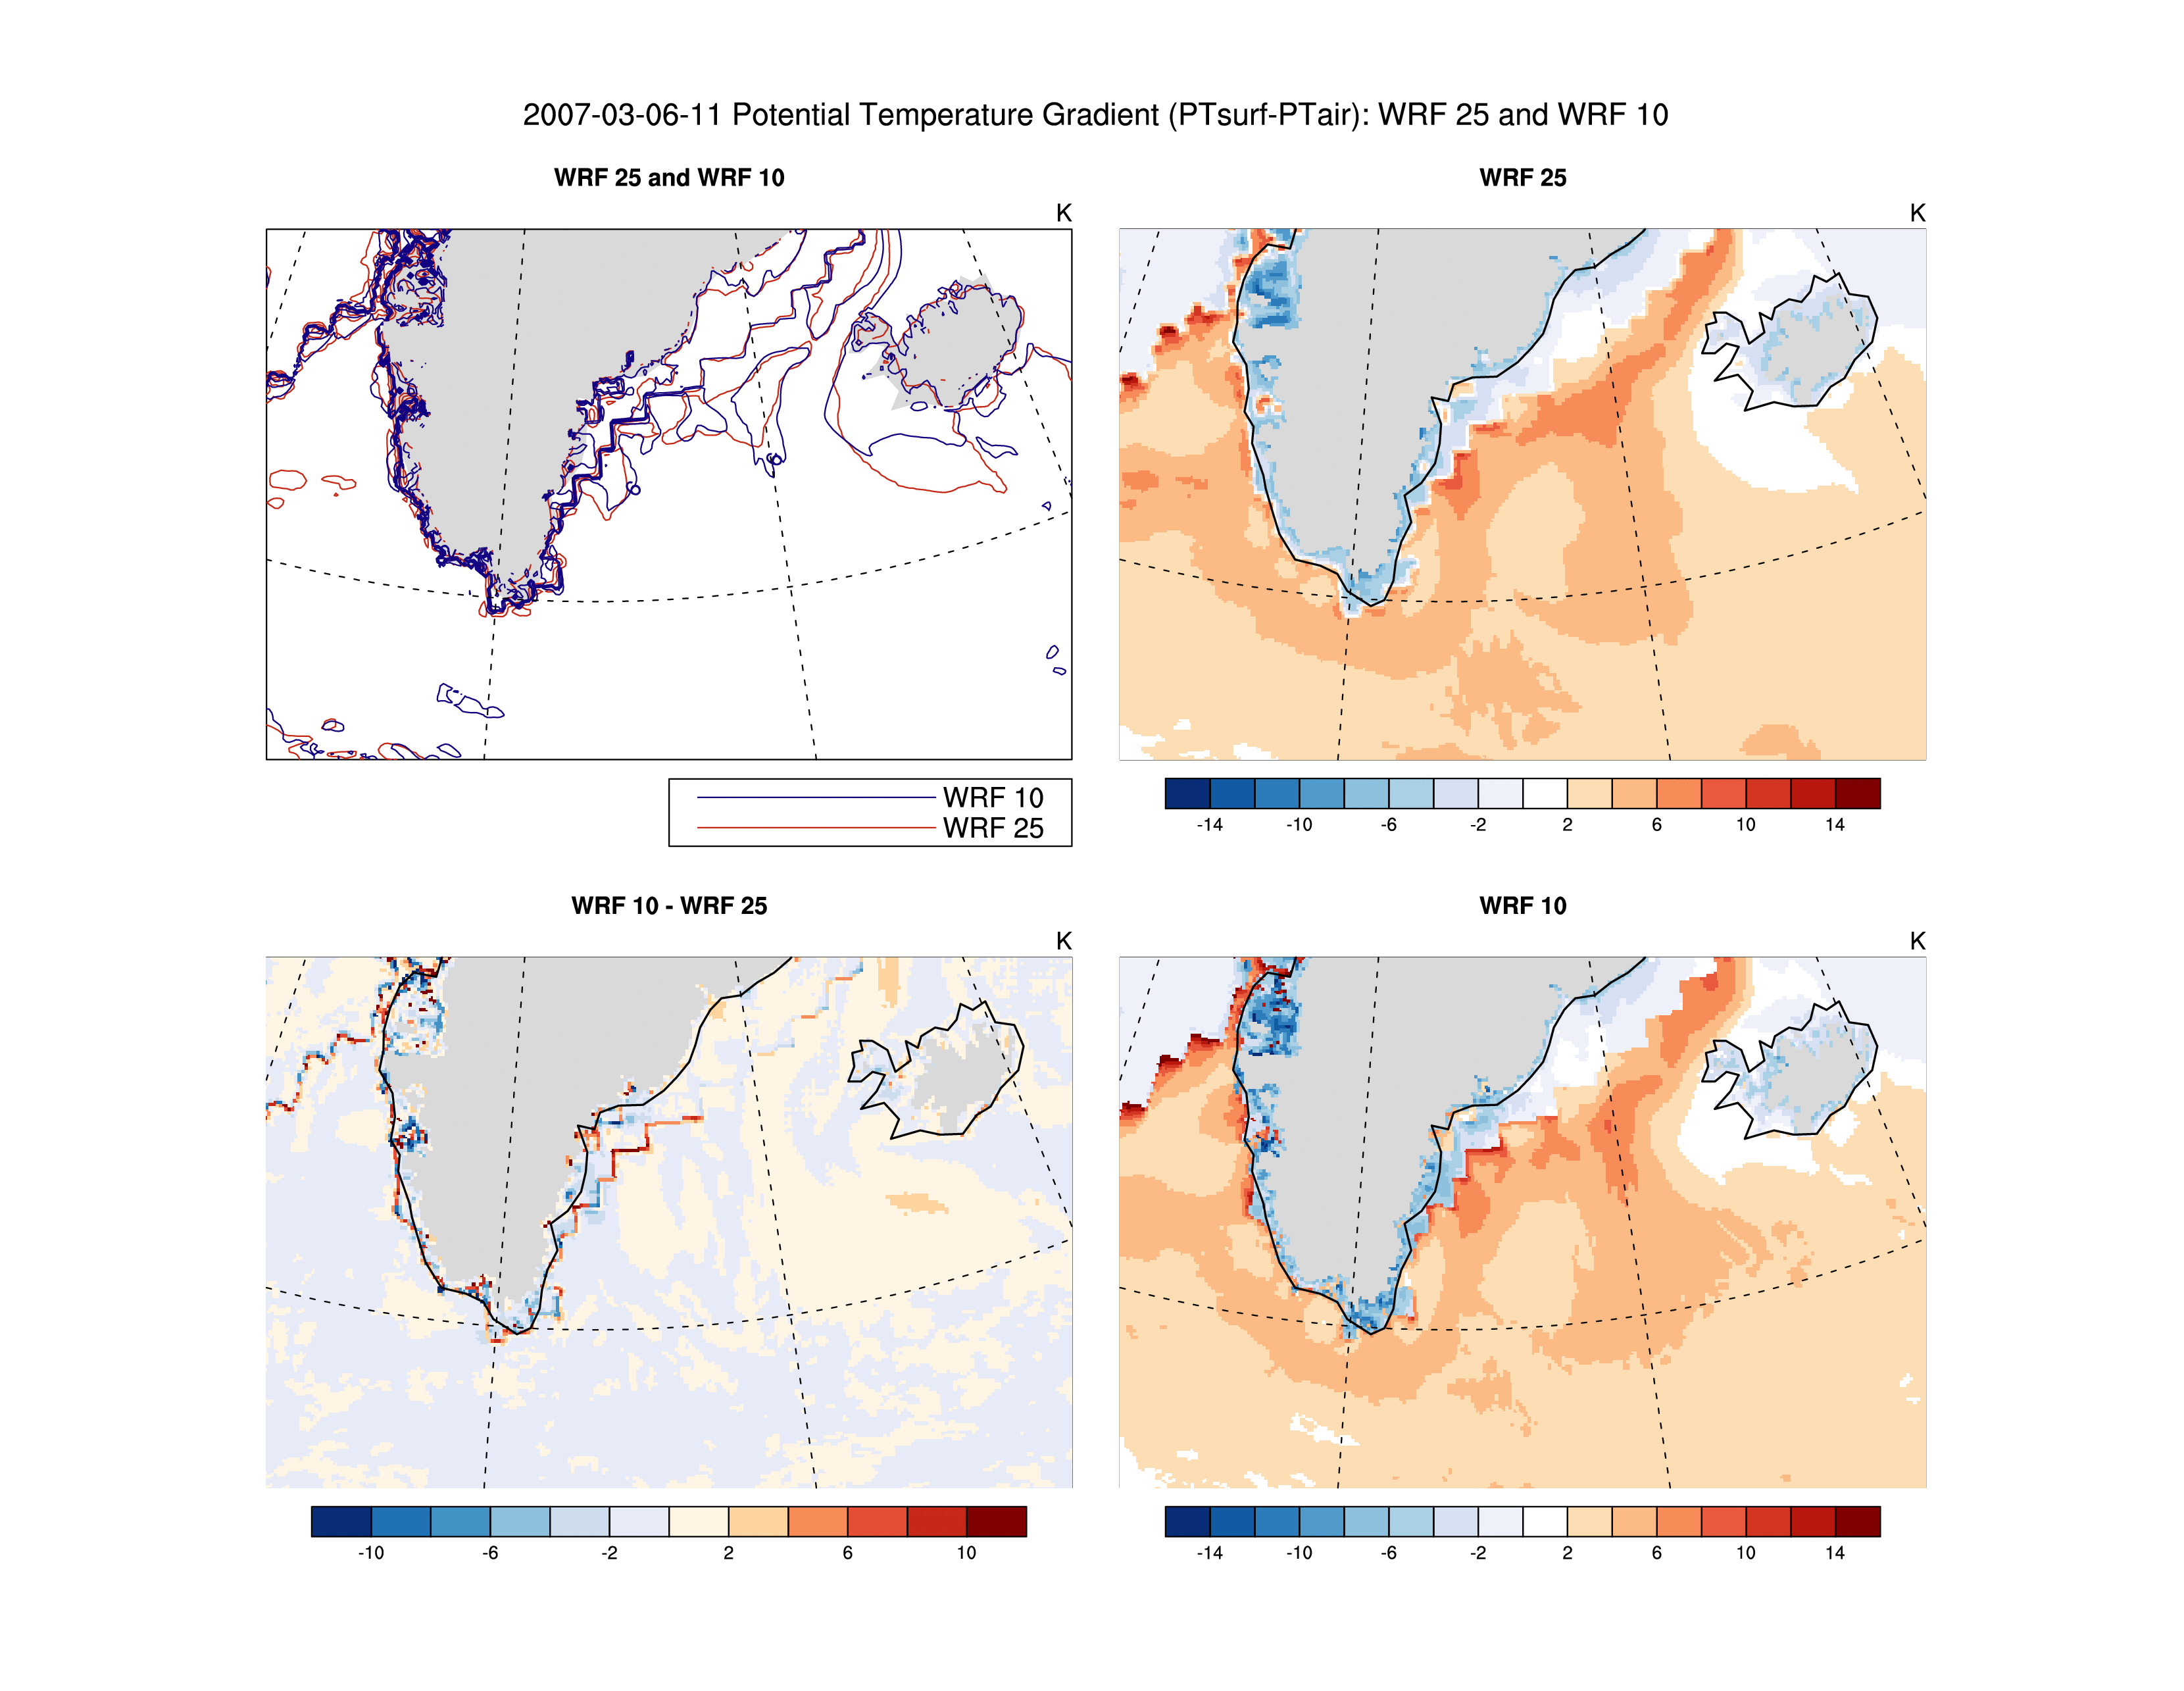 2007-03-06-11 Potential Temperature Gradient (PTsurf-PTair): WRF 25 and WRF 10
WRF 25 and WRF 10
K
WRF 25
K
6
WRF 10
WRF 25
-14 -10 -6 -2 2 6 10 14
WRF 10 - WRF 25
K
WRF 10
K
-10 -6 -2 2 6 10
-14 -10 -6 -2 2 6 10 14